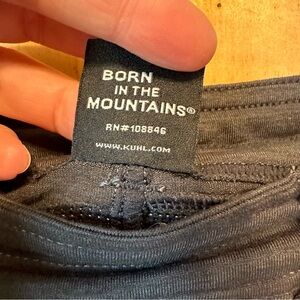 BORN
IN THE
MOUNTAINS®
RN#108846
WWW.KUHL.COM